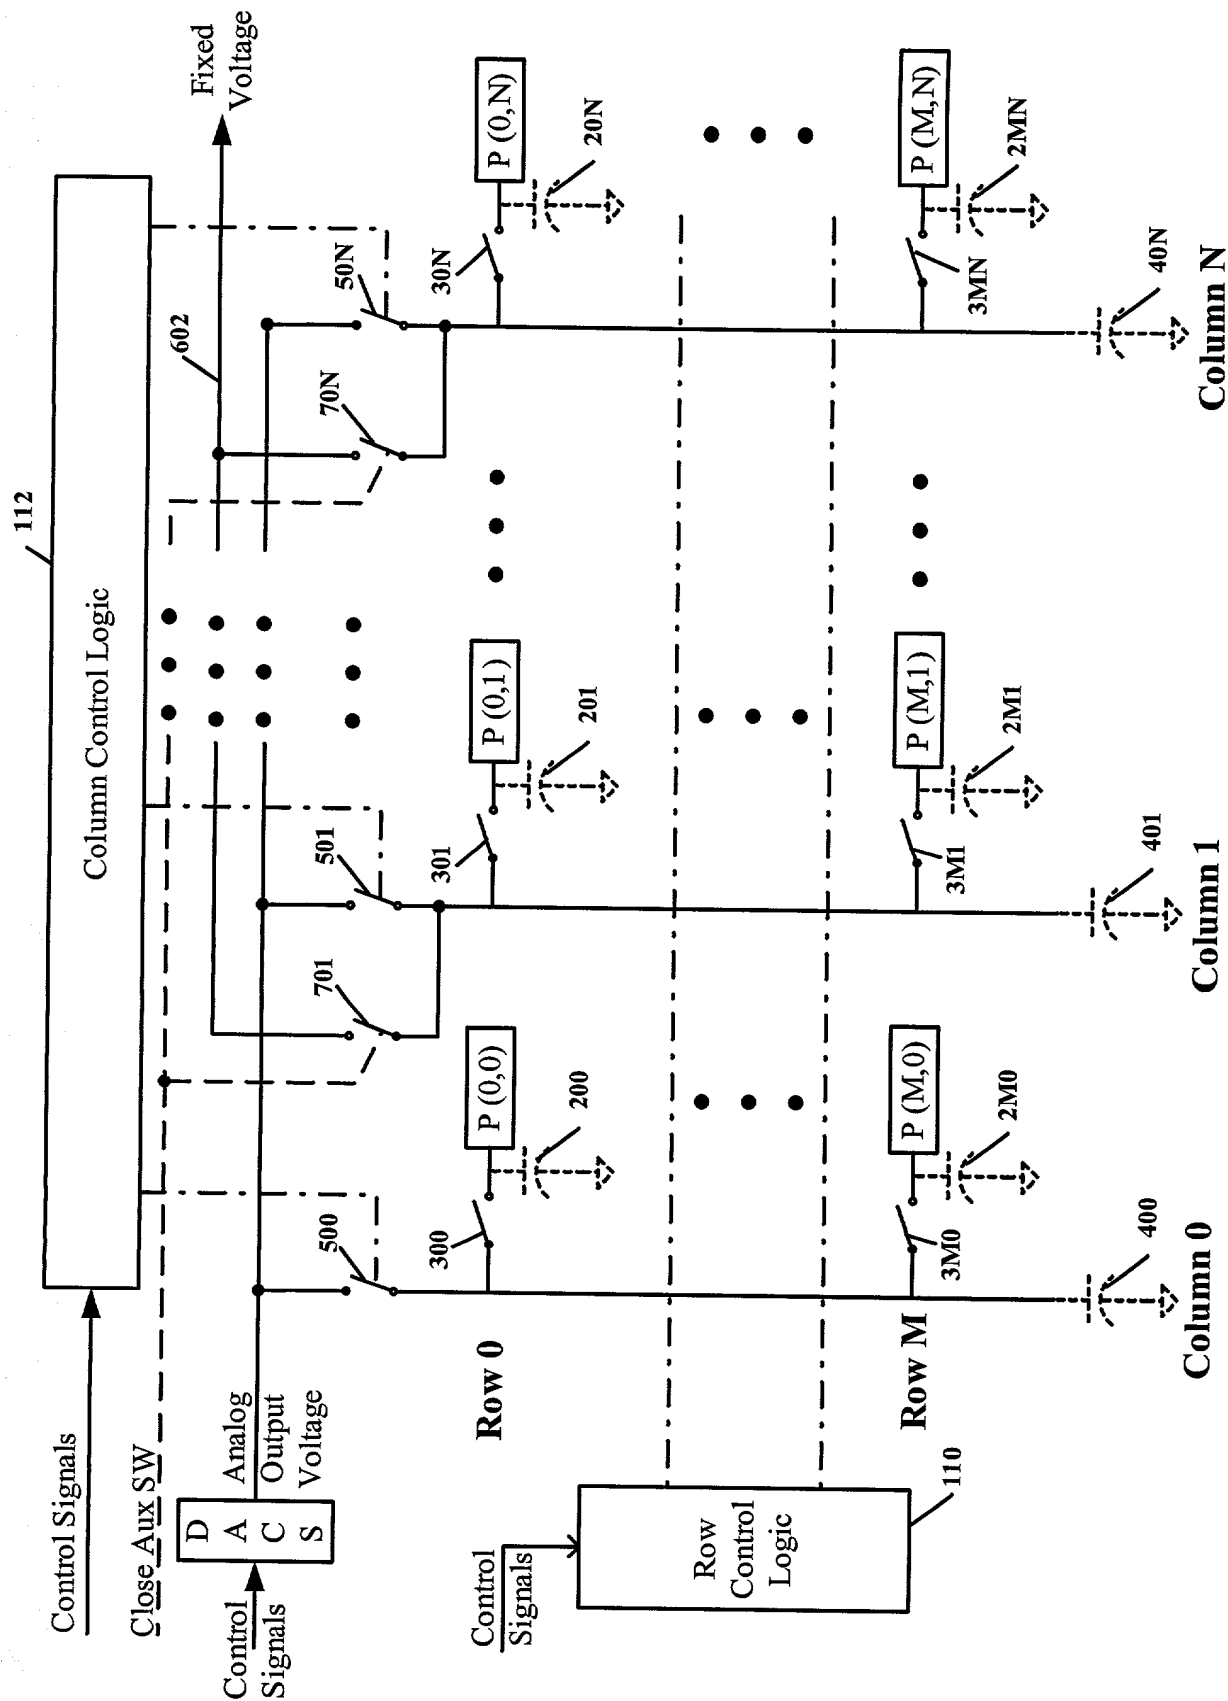 112
Column Control Logic
Control Signals
Close Aux SW
Fixed
Voltage
602
D
A
C
S
Analog
Output
Voltage
Control
Signals
500
701
501
70N
50N
Row 0
300
P (0,0)
200
301
P (0,1)
201
30N
P (0,N)
20N
Control
Signals
Row
Control
Logic
110
Row M
3M0
P (M,0)
2M0
3M1
P (M,1)
2M1
3MN
P (M,N)
2MN
400
401
40N
Column 0
Column 1
Column N